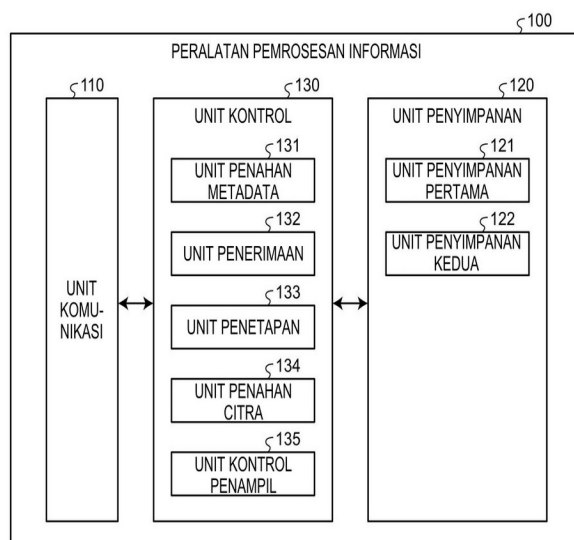 100
PERALATAN PEMROSESAN INFORMASI
110
UNIT
KOMU-
NIKASI
130
UNIT KONTROL
131
UNIT PENAHAN
METADATA
132
UNIT PENERIMAAN
133
UNIT PENETAPAN
134
UNIT PENAHAN
CITRA
135
UNIT KONTROL
PENAMPIL
120
UNIT PENYIMPANAN
121
UNIT PENYIMPANAN
PERTAMA
122
UNIT PENYIMPANAN
KEDUA